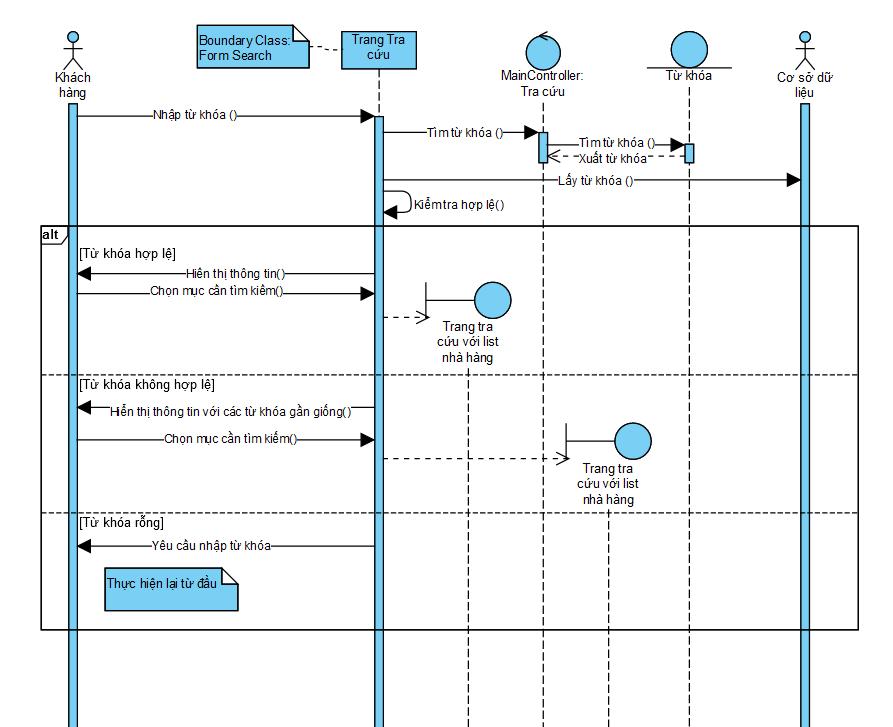 Boundary Class:
Form Search
Trang Tra
cứu
Khách
hàng
MainController:
Tra cứu
Từ khóa
Cơ sở dữ
liệu
Nhập từ khóa ()
Tìm từ khóa ()
Tìm từ khóa ()
Xuất từ khóa
Lấy từ khóa ()
Kiểm tra hợp lệ()
alt
[Từ khóa hợp lệ]
Hiển thị thông tin()
Chọn mục cần tìm kiếm()
Trang tra
cứu với list
nhà hàng
[Từ khóa không hợp lệ]
Hiển thị thông tin với các từ khóa gần giống()
Chọn mục cần tìm kiếm()
Trang tra
cứu với list
nhà hàng
[Từ khóa rỗng]
Yêu cầu nhập từ khóa
Thực hiện lại từ đầu